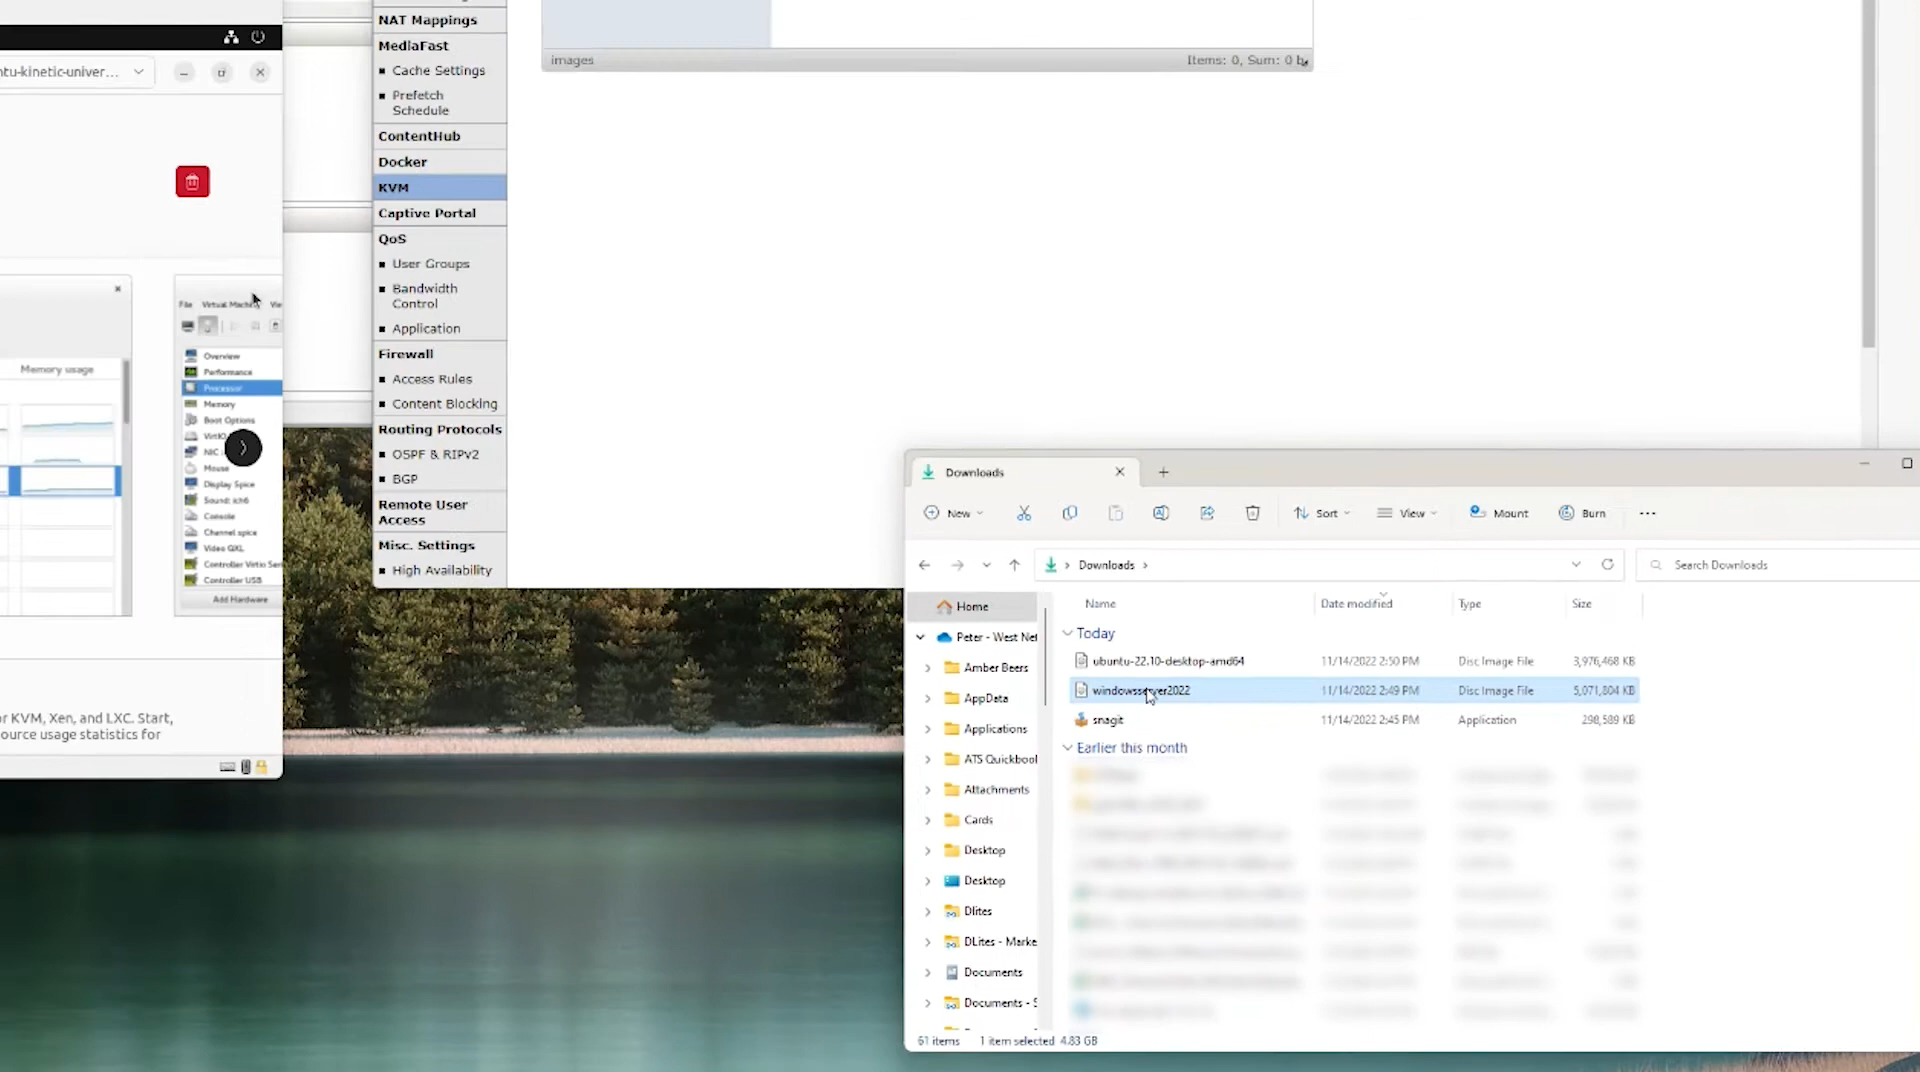 ntu-kinetic-univer...
Memory usage
File Virtual Machine
Overview
Performance
Processor
Memory
Boot Options
NIC
Mouse
Display Spice
Sound: ich6
Console
Channel spice
Video QXL
Controller Virtio Ser
Controller USB
Add Hardware
r KVM, Xen, and LXC. Start,
ource usage statistics for
NAT Mappings
MediaFast
Cache Settings
Prefetch
Schedule
ContentHub
Docker
KVM
Captive Portal
QoS
User Groups
Bandwidth
Control
Application
Firewall
Access Rules
Content Blocking
Routing Protocols
OSPF & RIPv2
BGP
Remote User
Access
Misc. Settings
High Availability
images Items: 0, Sum: 0 b
Downloads
New Sort View Mount Burn ...
Downloads Search Downloads
Home
Peter - West Net
Amber Beers
AppData
Applications
ATS Quickbool
Attachments
Cards
Desktop
Desktop
Dlites
DLites - Marke
Documents
Documents - S
Name Date modified Type Size
Today
ubuntu-22.10-desktop-amd64 11/14/2022 2:50 PM Disc Image File 3,976,468 KB
windowsserver2022 11/14/2022 2:49 PM Disc Image File 5,071,804 KB
snagit 11/14/2022 2:45 PM Application 298,589 KB
Earlier this month
61 items 1 item selected 4.83 GB